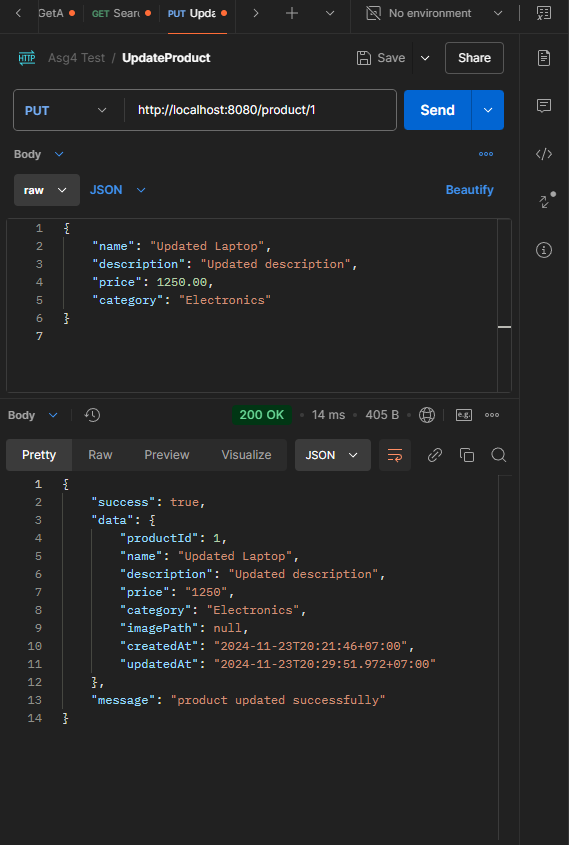 GetA GET Searc PUT Upda No environment
HTTP Asg4 Test / UpdateProduct Save Share
PUT http://localhost:8080/product/1 Send
Body
raw JSON Beautify
1 {
2 "name": "Updated Laptop",
3 "description": "Updated description",
4 "price": 1250.00,
5 "category": "Electronics"
6 }
7
Body 200 OK • 14 ms • 405 B • e.g.
Pretty Raw Preview Visualize JSON
1 {
2 "success": true,
3 "data": {
4 "productId": 1,
5 "name": "Updated Laptop",
6 "description": "Updated description",
7 "price": "1250",
8 "category": "Electronics",
9 "imagePath": null,
10 "createdAt": "2024-11-23T20:21:46+07:00",
11 "updatedAt": "2024-11-23T20:29:51.972+07:00"
12 },
13 "message": "product updated successfully"
14 }